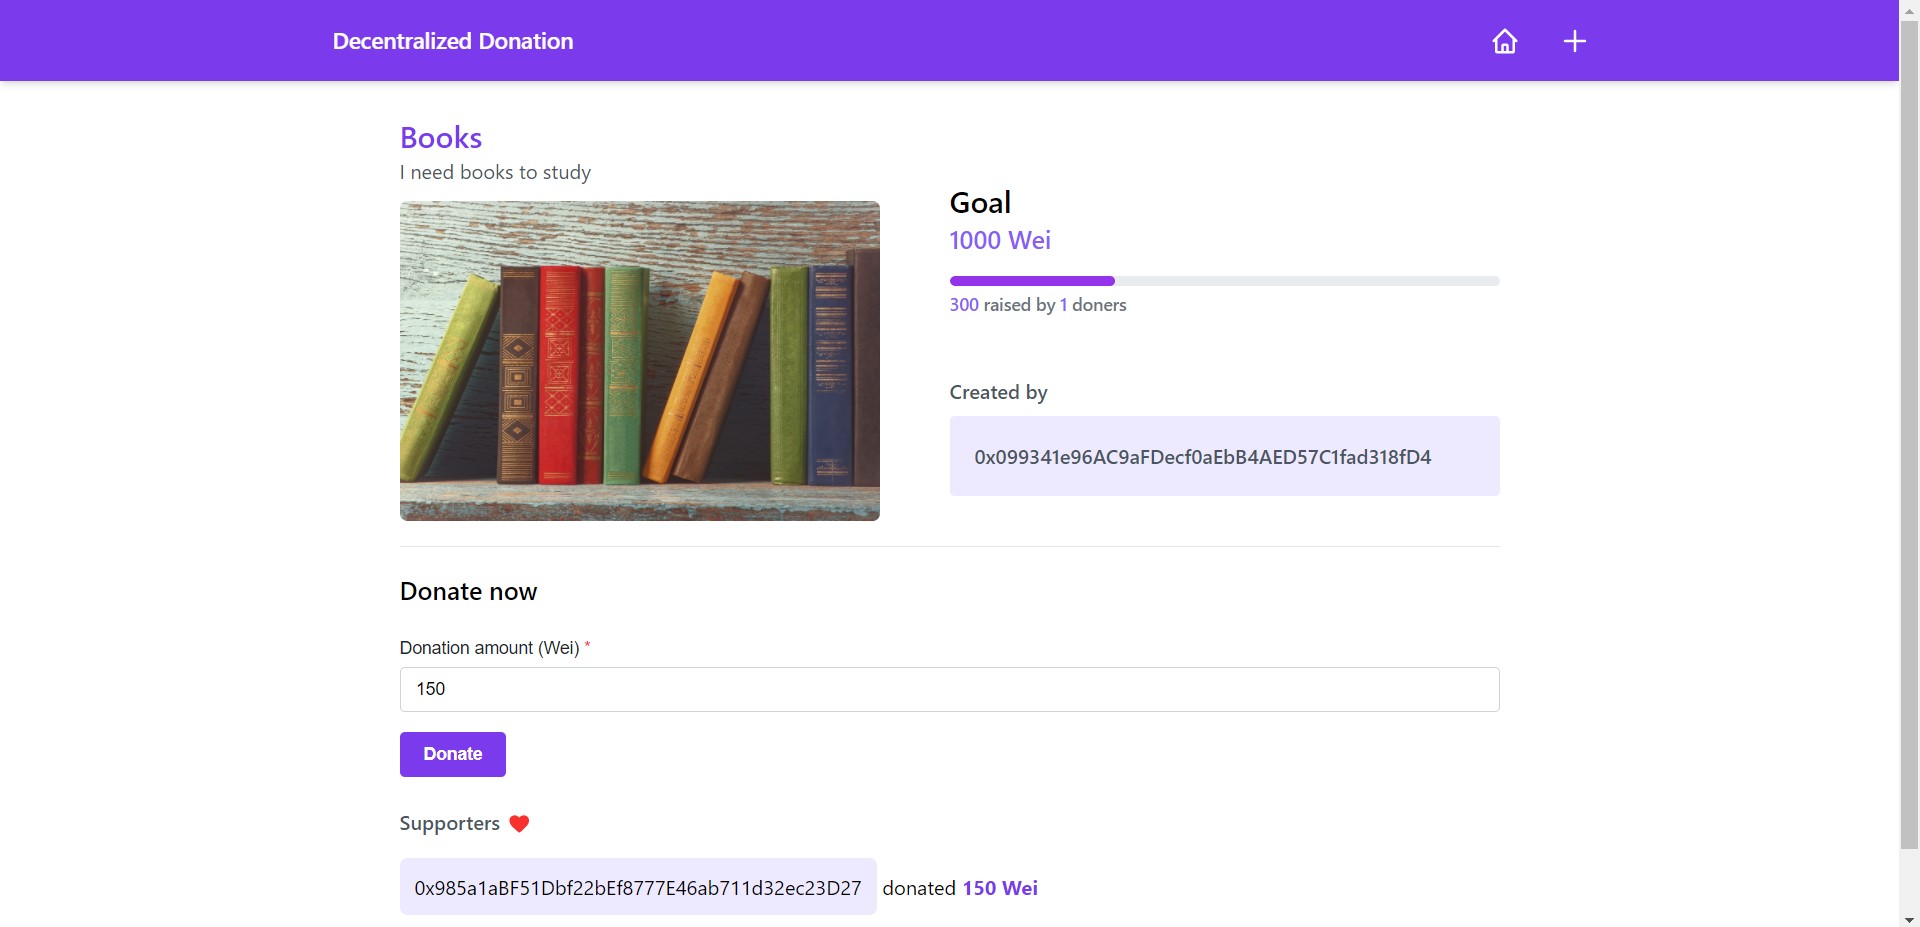 Decentralized Donation
Books
I need books to study
Goal
1000 Wei
300 raised by 1 doners
Created by
0x099341e96AC9aFDecf0aEbB4AED57C1fad318fD4
Donate now
Donation amount (Wei) *
150
Donate
Supporters
0x985a1aBF51Dbf22bEf8777E46ab711d32ec23D27 donated 150 Wei